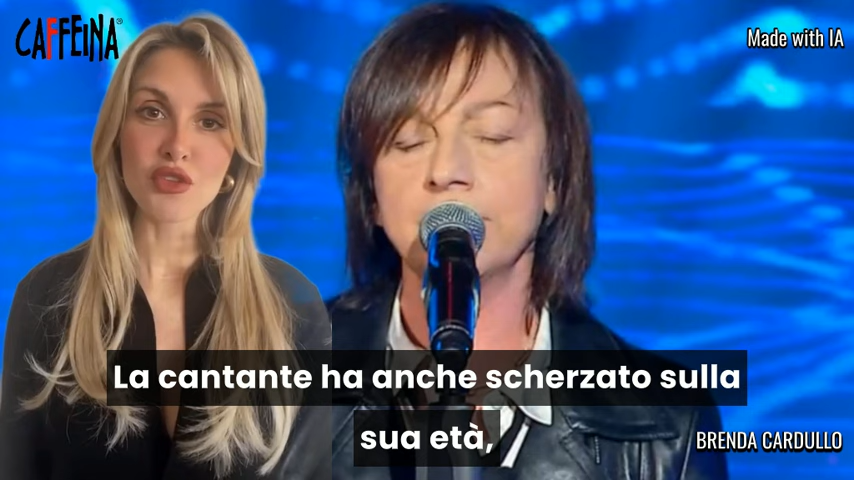 CAFFEINA®
Made with IA
La cantante ha anche scherzato sulla
sua età,
BRENDA CARDULLO